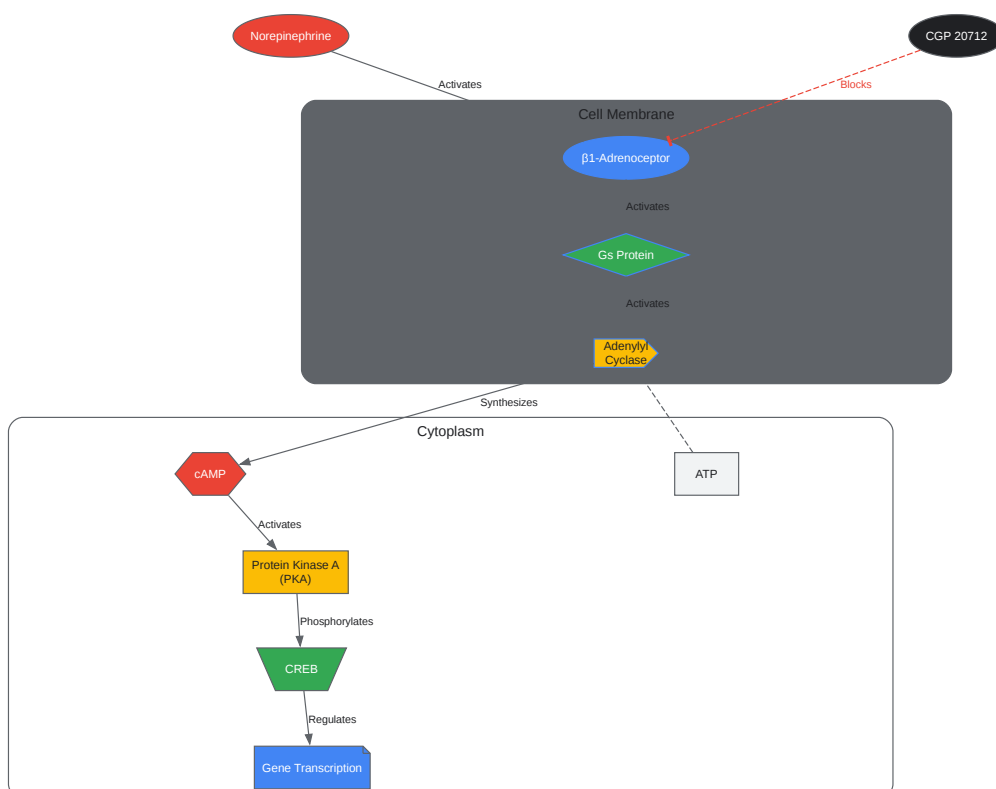 Norepinephrine
CGP 20712
Activates
Blocks
Cell Membrane
β1-Adrenoceptor
Activates
Gs Protein
Activates
Adenylyl
Cyclase
Synthesizes
Cytoplasm
cAMP
ATP
Activates
Protein Kinase A
(PKA)
Phosphorylates
CREB
Regulates
Gene Transcription